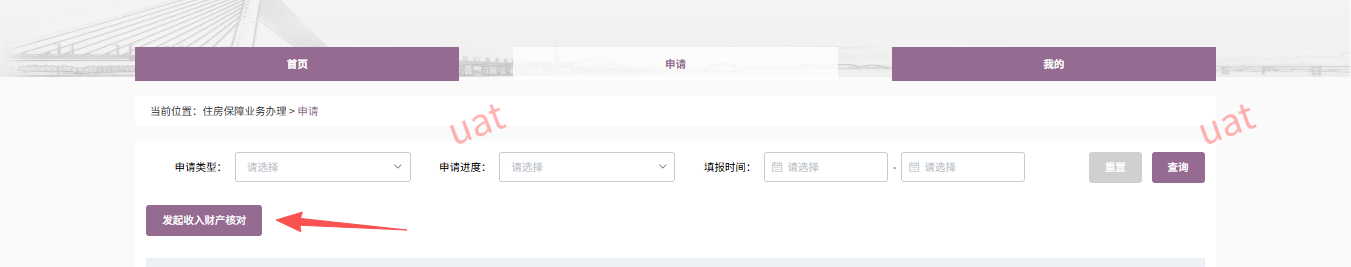 首页 申请 我的
当前位置：住房保障业务办理 > 申请
uat uat
申请类型： 请选择 申请进度： 请选择 填报时间： 请选择 - 请选择 重置 查询
发起收入财产核对